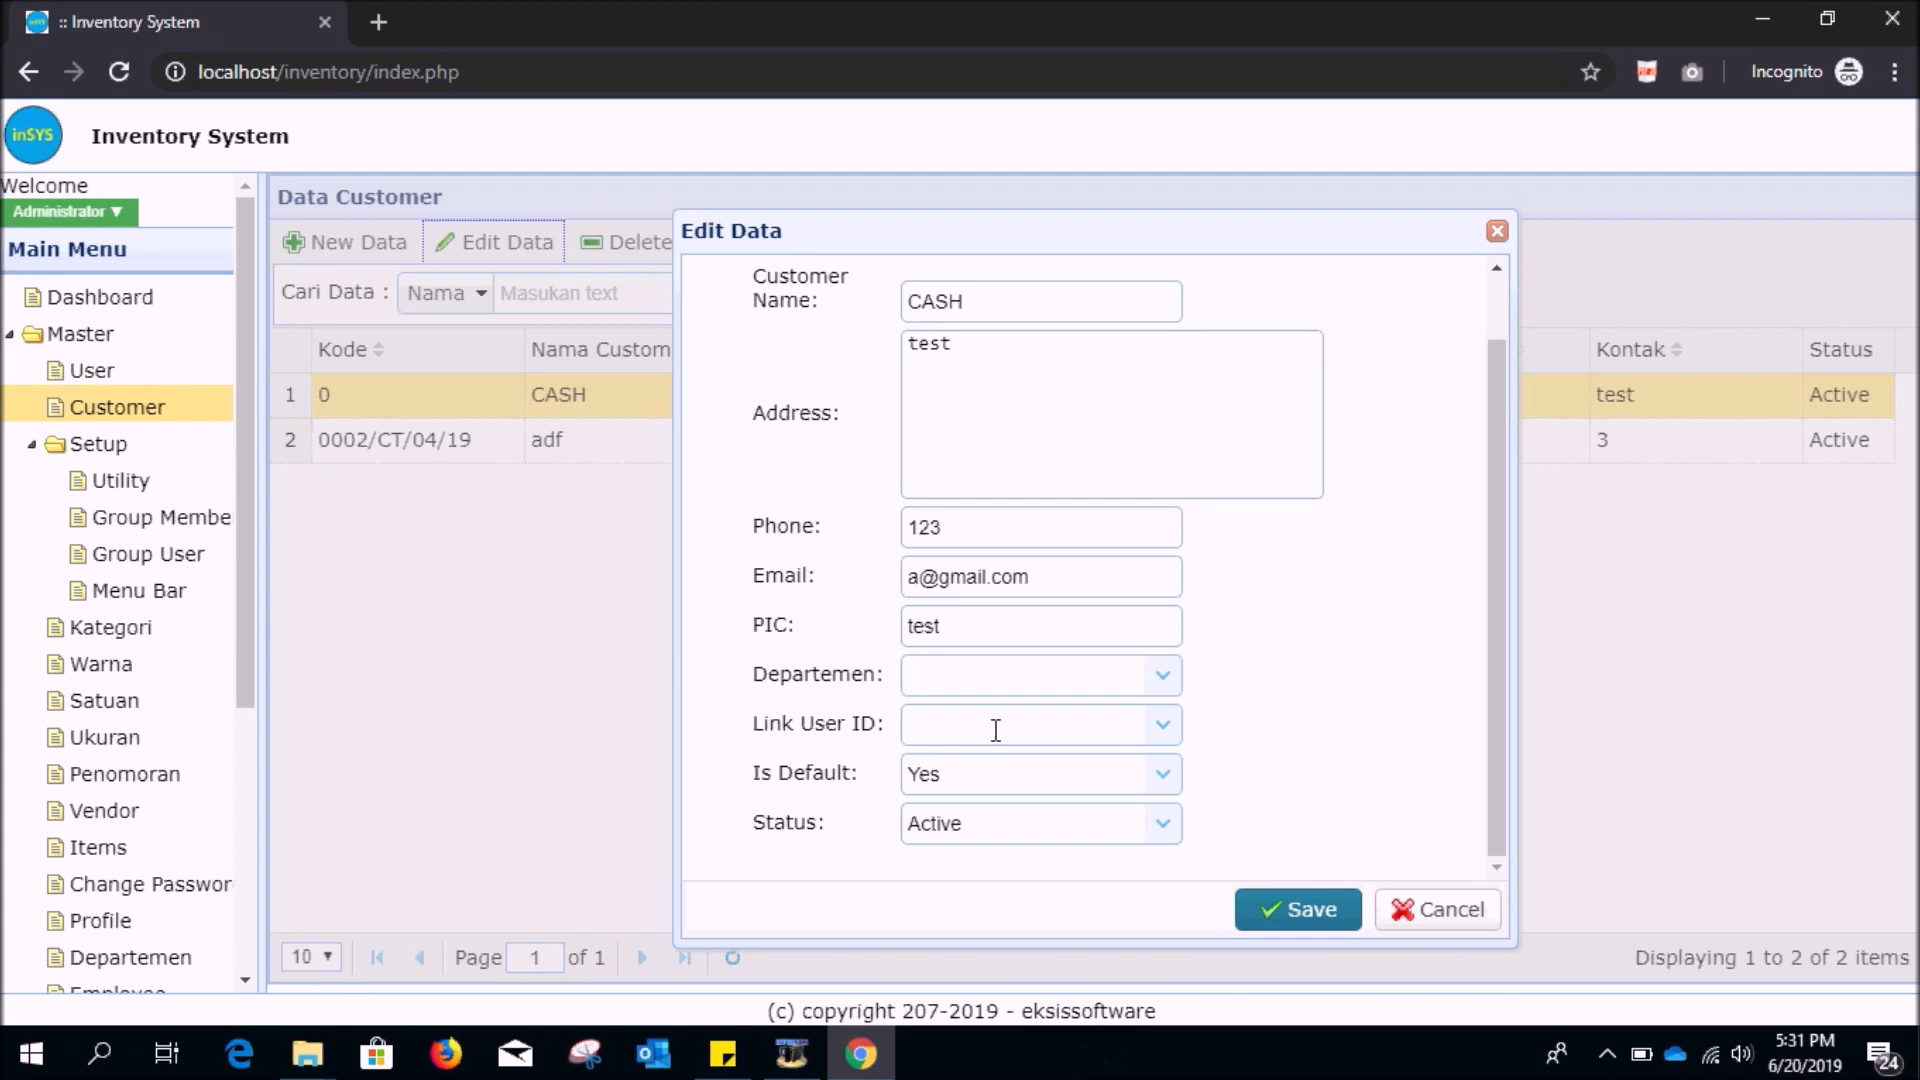 :: Inventory System
localhost/inventory/index.php
Incognito
inSYS
Inventory System
Welcome
Administrator ▼
Main Menu
Dashboard
Master
User
Customer
Setup
Utility
Group Membe
Group User
Menu Bar
Kategori
Warna
Satuan
Ukuran
Penomoran
Vendor
Items
Change Passwor
Profile
Departemen
Employee
Data Customer
New Data
Edit Data
Delete
Cari Data :
Nama
Masukan text
Kode
Nama Custom
Kontak
Status
1
0
CASH
test
Active
2
0002/CT/04/19
adf
3
Active
Edit Data
Customer Name:
CASH
Address:
test
Phone:
123
Email:
a@gmail.com
PIC:
test
Departemen:
Link User ID:
Is Default:
Yes
Status:
Active
Save
Cancel
10
Page 1 of 1
Displaying 1 to 2 of 2 items
(c) copyright 207-2019 - eksissoftware
5:31 PM
6/20/2019
24